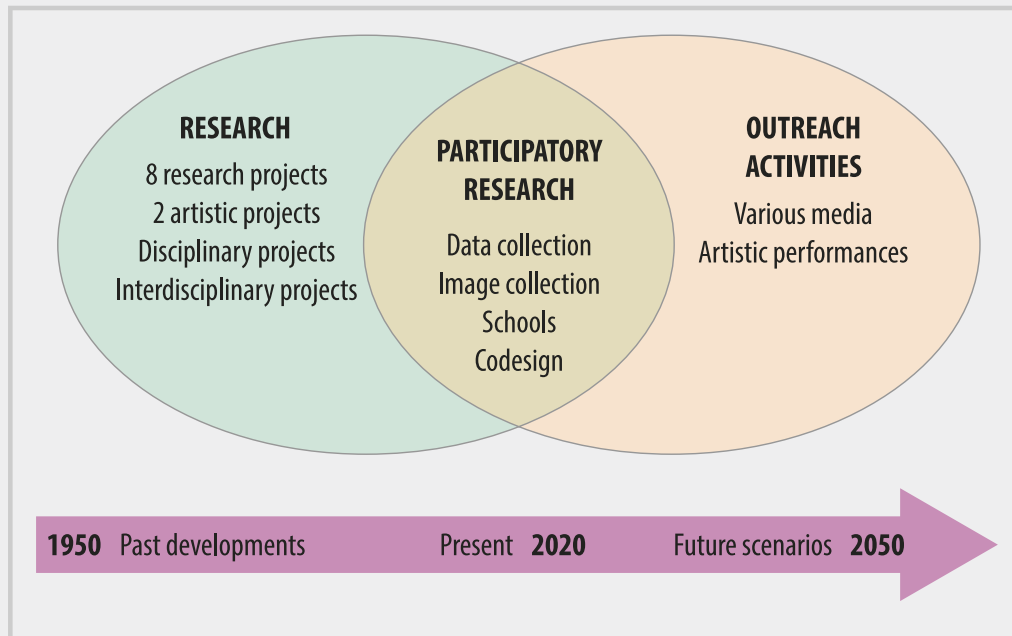 RESEARCH
8 research projects
2 artistic projects
Disciplinary projects
Interdisciplinary projects
PARTICIPATORY
RESEARCH
Data collection
Image collection
Schools
Codesign
OUTREACH
ACTIVITIES
Various media
Artistic performances
1950 Past developments Present 2020 Future scenarios 2050